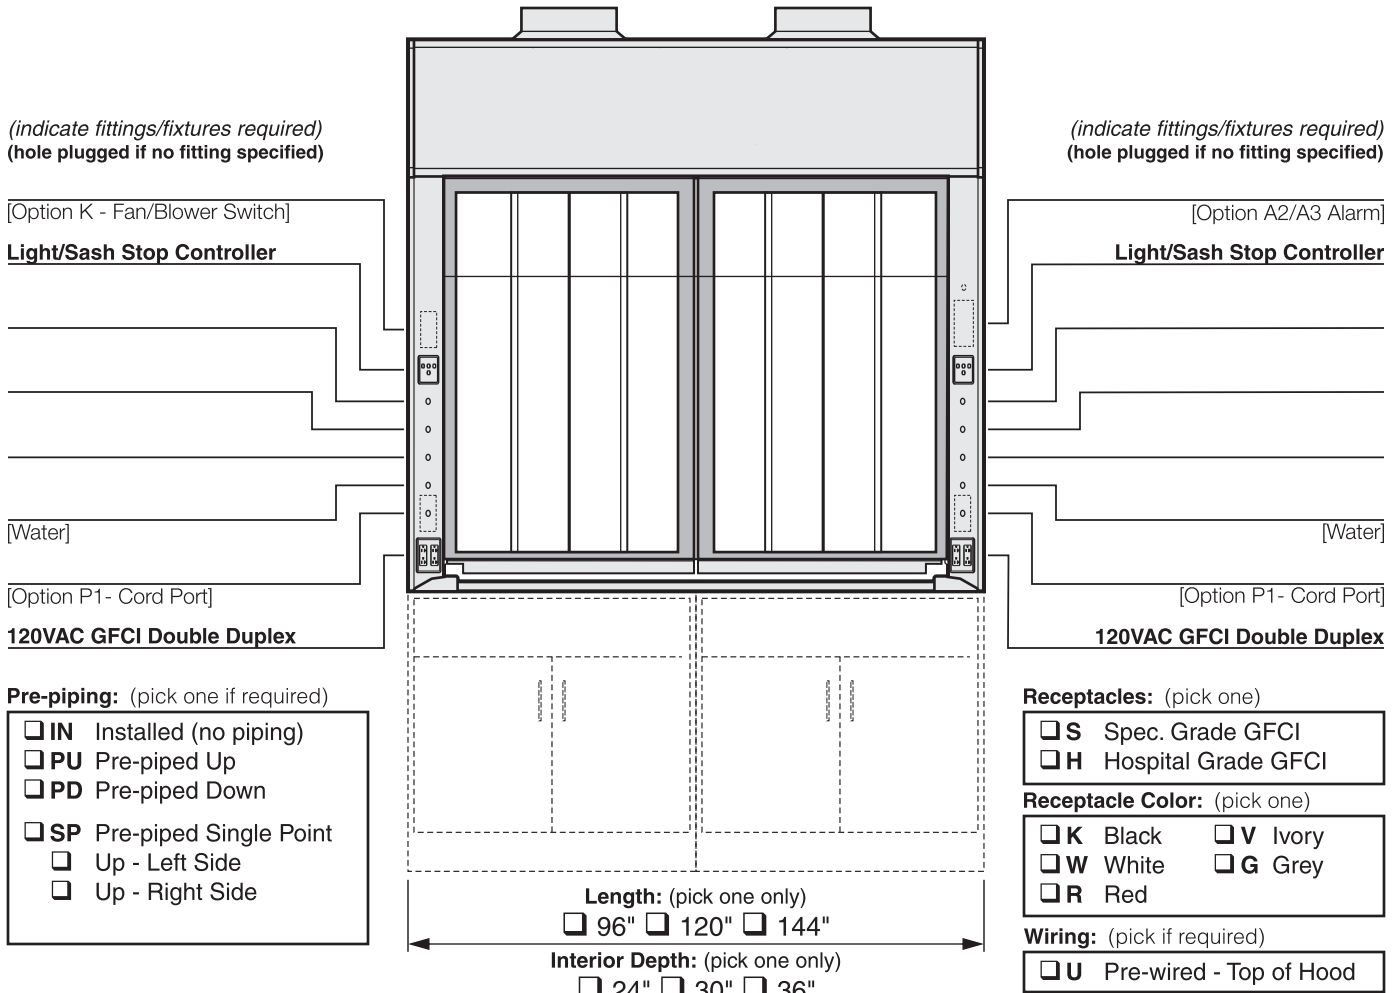 (indicate fittings/fixtures required)
(hole plugged if no fitting specified)
[Option K - Fan/Blower Switch]
Light/Sash Stop Controller
[Water]
[Option P1- Cord Port]
120VAC GFCI Double Duplex
(indicate fittings/fixtures required)
(hole plugged if no fitting specified)
[Option A2/A3 Alarm]
Light/Sash Stop Controller
[Water]
[Option P1- Cord Port]
120VAC GFCI Double Duplex
Pre-piping: (pick one if required)
❏ IN Installed (no piping)
❏ PU Pre-piped Up
❏ PD Pre-piped Down
❏ SP Pre-piped Single Point
❏ Up - Left Side
❏ Up - Right Side
Length: (pick one only)
❏ 96" ❏ 120" ❏ 144"
Interior Depth: (pick one only)
❏ 24" ❏ 30" ❏ 36"
Receptacles: (pick one)
❏ S Spec. Grade GFCI
❏ H Hospital Grade GFCI
Receptacle Color: (pick one)
❏ K Black ❏ V Ivory
❏ W White ❏ G Grey
❏ R Red
Wiring: (pick if required)
❏ U Pre-wired - Top of Hood